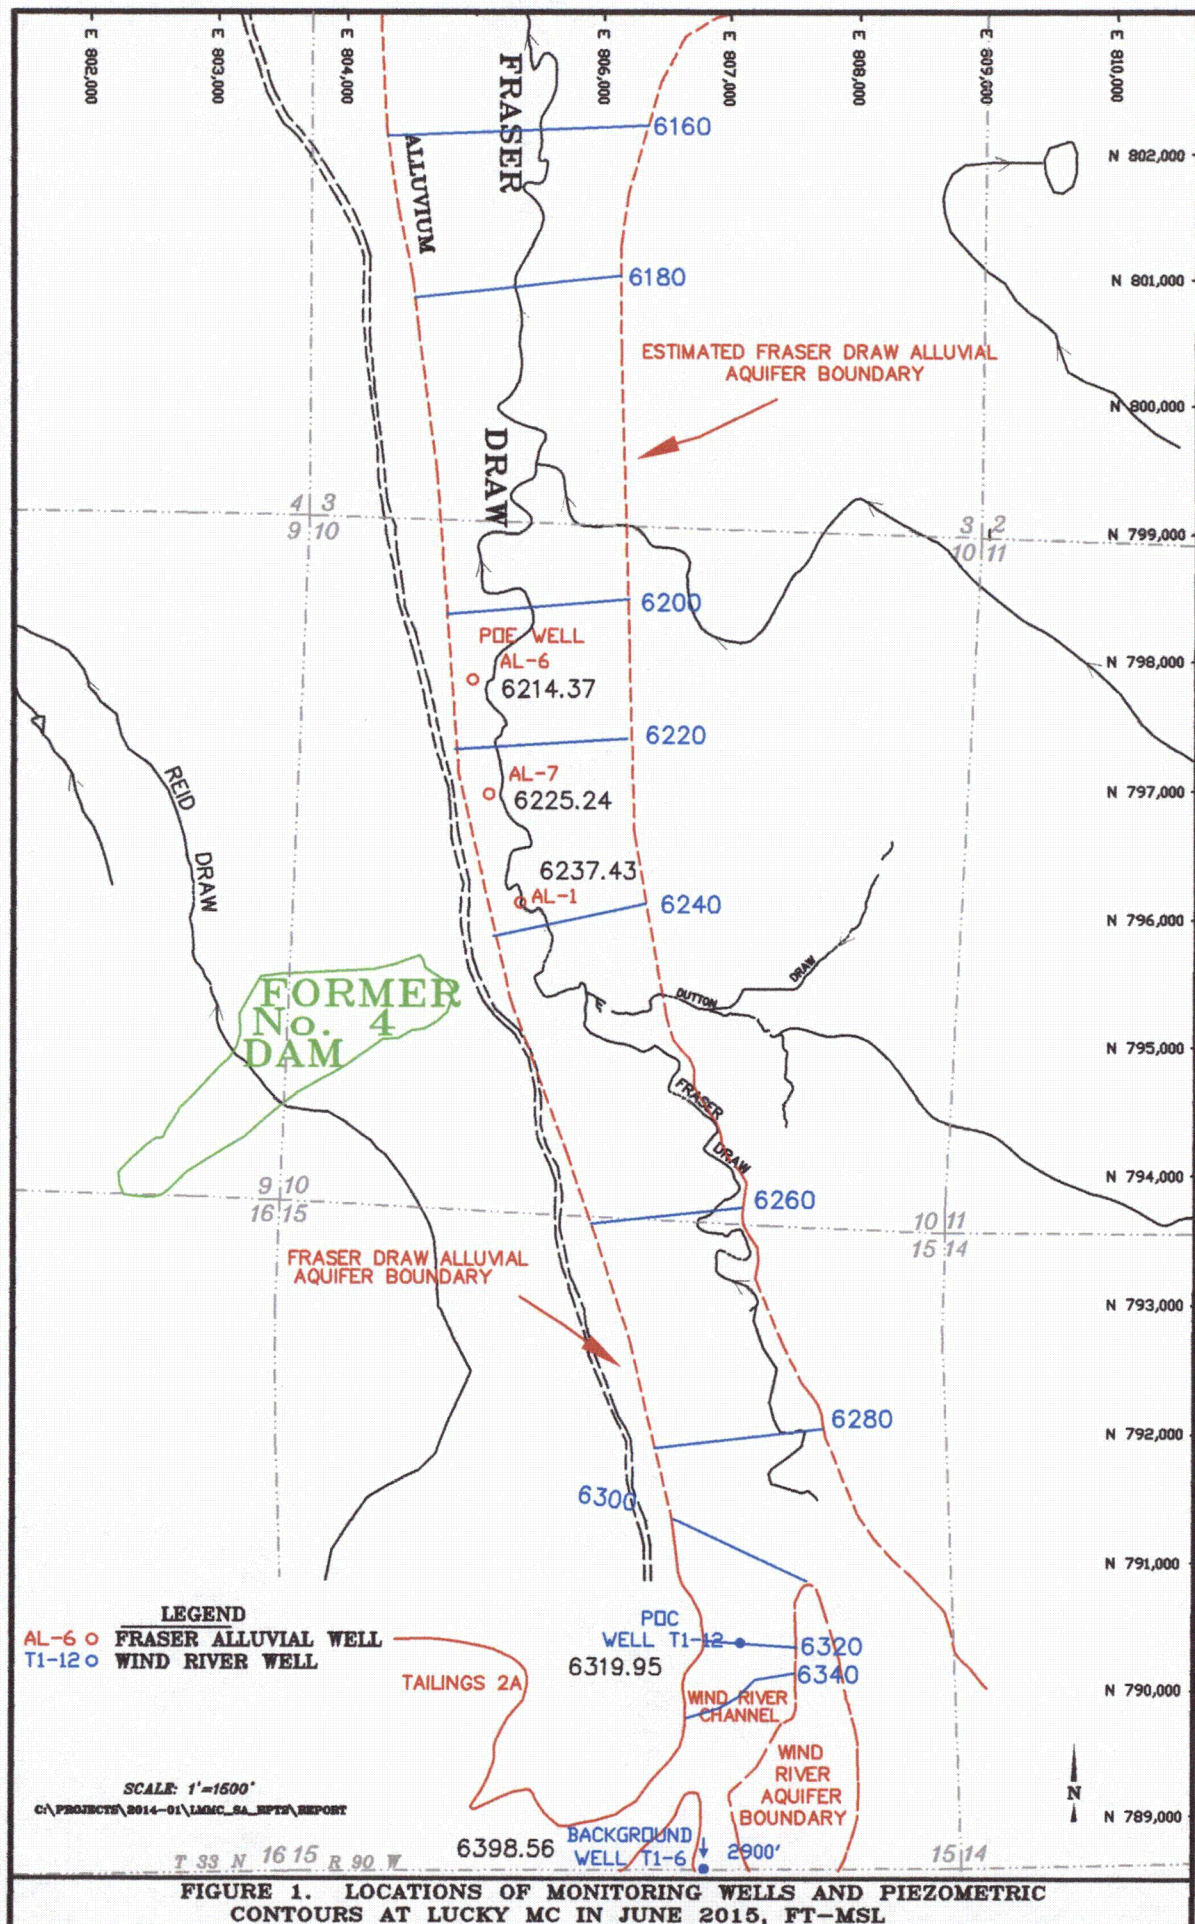 E 802,000
E 803,000
E 804,000
E 806,000
E 807,000
E 808,000
E 809,000
E 810,000
FRASER
6160
ALLUVIUM
N 802,000
6180
N 801,000
ESTIMATED FRASER DRAW ALLUVIAL
AQUIFER BOUNDARY
N 800,000
DRAW
4 3
9 10
3 2
10 11
N 799,000
6200
POE WELL
AL-6
6214.37
N 798,000
6220
REID
DRAW
AL-7
6225.24
N 797,000
6237.43
AL-1
6240
N 796,000
DUTTON
DRAW
FORMER
No. 4
DAM
N 795,000
FRASER
DRAW
N 794,000
9 10
16 15
6260
10 11
15 14
FRASER DRAW ALLUVIAL
AQUIFER BOUNDARY
N 793,000
6280
N 792,000
6300
N 791,000
LEGEND
AL-6 FRASER ALLUVIAL WELL
T1-12 WIND RIVER WELL
POC
WELL T1-12
6319.95
6320
6340
TAILINGS 2A
WIND RIVER
CHANNEL
N 790,000
WIND
RIVER
AQUIFER
BOUNDARY
N
SCALE: 1"=1600'
C:\PROJECTS\2014-01\LMMC_SA_RPTS\REPORT
N 789,000
6398.56
BACKGROUND
WELL T1-6
2900'
T 33 N 16 15 R 90 W
15 14
FIGURE 1. LOCATIONS OF MONITORING WELLS AND PIEZOMETRIC
CONTOURS AT LUCKY MC IN JUNE 2015, FT-MSL